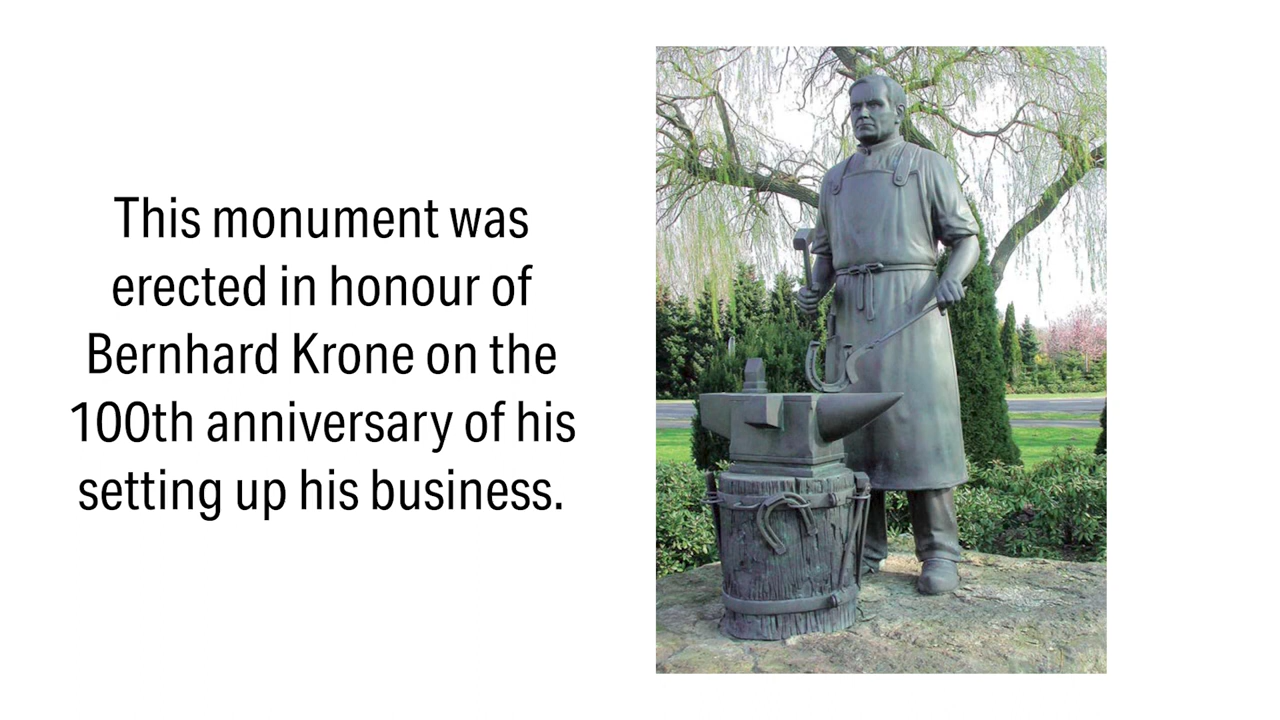 This monument was
erected in honour of
Bernhard Krone on the
100th anniversary of his
setting up his business.